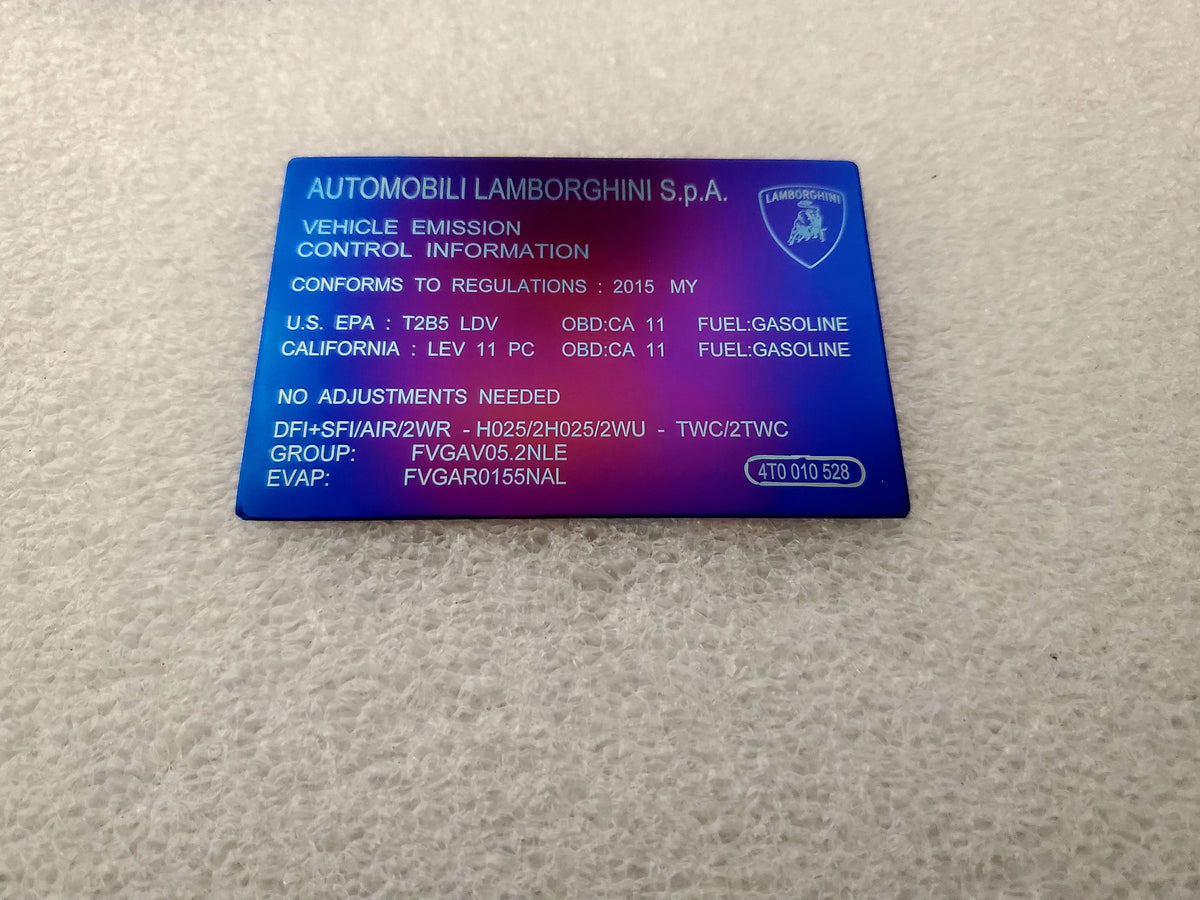 AUTOMOBILI LAMBORGHINI S.p.A.
LAMBORGHINI
VEHICLE EMISSION
CONTROL INFORMATION
CONFORMS TO REGULATIONS : 2015 MY
U.S. EPA : T2B5 LDV OBD:CA 11 FUEL:GASOLINE
CALIFORNIA : LEV 11 PC OBD:CA 11 FUEL:GASOLINE
NO ADJUSTMENTS NEEDED
DFI+SFI/AIR/2WR - H025/2H025/2WU - TWC/2TWC
GROUP: FVGAV05.2NLE
EVAP: FVGAR0155NAL
4T0 010 528